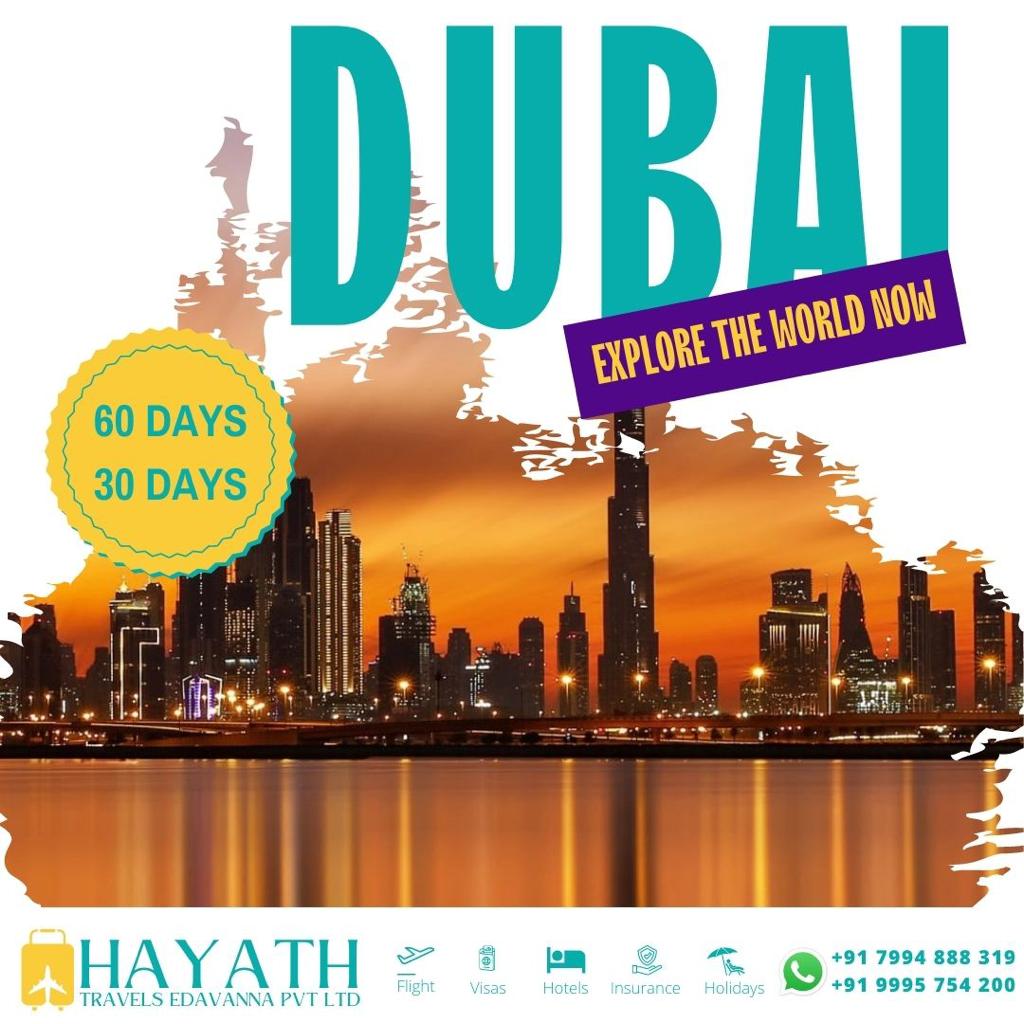 DUBAI
EXPLORE THE WORLD NOW
60 DAYS
30 DAYS
HAYATH
TRAVELS EDAVANNA PVT LTD
Flight
Visas
Hotels
Insurance
Holidays
+91 7994 888 319
+91 9995 754 200